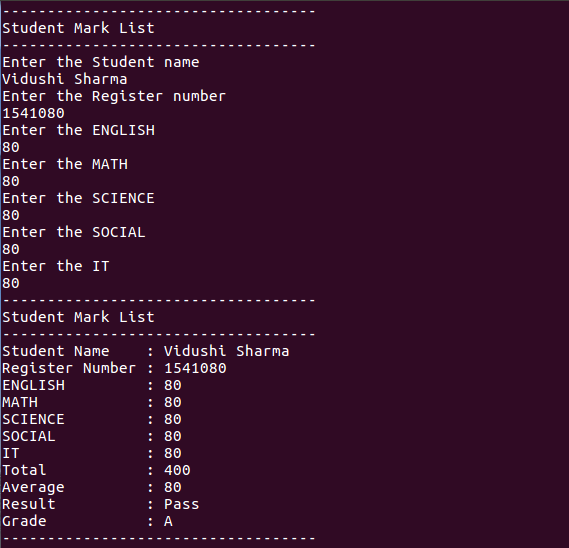 -----------------------------------
Student Mark List
-----------------------------------
Enter the Student name
Vidushi Sharma
Enter the Register number
1541080
Enter the ENGLISH
80
Enter the MATH
80
Enter the SCIENCE
80
Enter the SOCIAL
80
Enter the IT
80
-----------------------------------
Student Mark List
-----------------------------------
Student Name    : Vidushi Sharma
Register Number : 1541080
ENGLISH         : 80
MATH            : 80
SCIENCE         : 80
SOCIAL          : 80
IT              : 80
Total           : 400
Average         : 80
Result          : Pass
Grade           : A
-----------------------------------